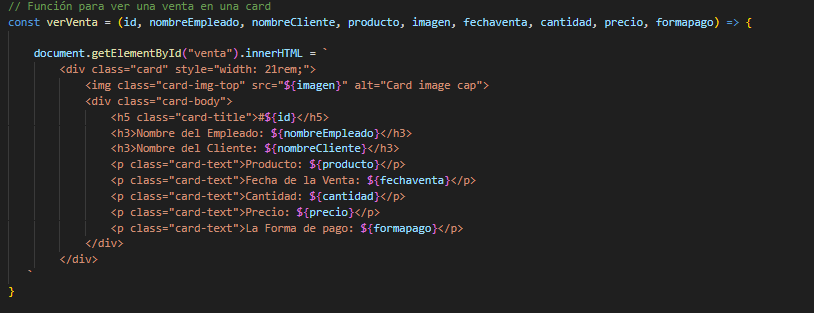 // Función para ver una venta en una card
const verVenta = (id, nombreEmpleado, nombreCliente, producto, imagen, fechaventa, cantidad, precio, formapago) => {
document.getElementById("venta").innerHTML = `
<div class="card" style="width: 21rem;">
<img class="card-img-top" src="${imagen}" alt="Card image cap">
<div class="card-body">
<h5 class="card-title">#${id}</h5>
<h3>Nombre del Empleado: ${nombreEmpleado}</h3>
<h3>Nombre del Cliente: ${nombreCliente}</h3>
<p class="card-text">Producto: ${producto}</p>
<p class="card-text">Fecha de la Venta: ${fechaventa}</p>
<p class="card-text">Cantidad: ${cantidad}</p>
<p class="card-text">Precio: ${precio}</p>
<p class="card-text">La Forma de pago: ${formapago}</p>
</div>
</div>
`
}